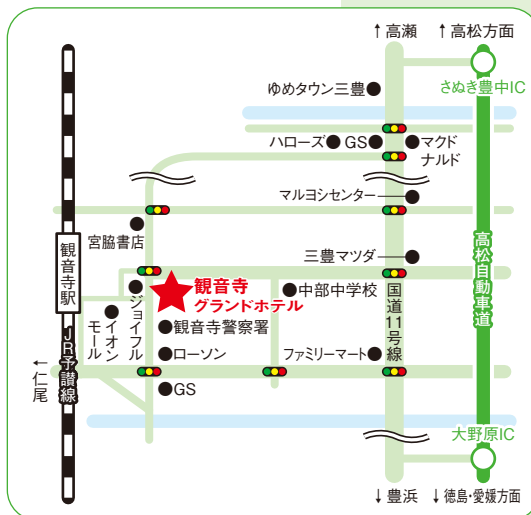 ↑高瀬
↑高松方面
ゆめタウン三豊
さぬき豊中IC
ハローズ
GS
マクド
ナルド
マルヨシセンター
宮脇書店
三豊マツダ
観音寺駅
観音寺
グランドホテル
中部中学校
国道11号線
高松自動車道
ジョイフル
イオン
モール
観音寺警察署
JR予讃線
ローソン
ファミリーマート
←仁尾
GS
大野原IC
↓豊浜
↓徳島・愛媛方面